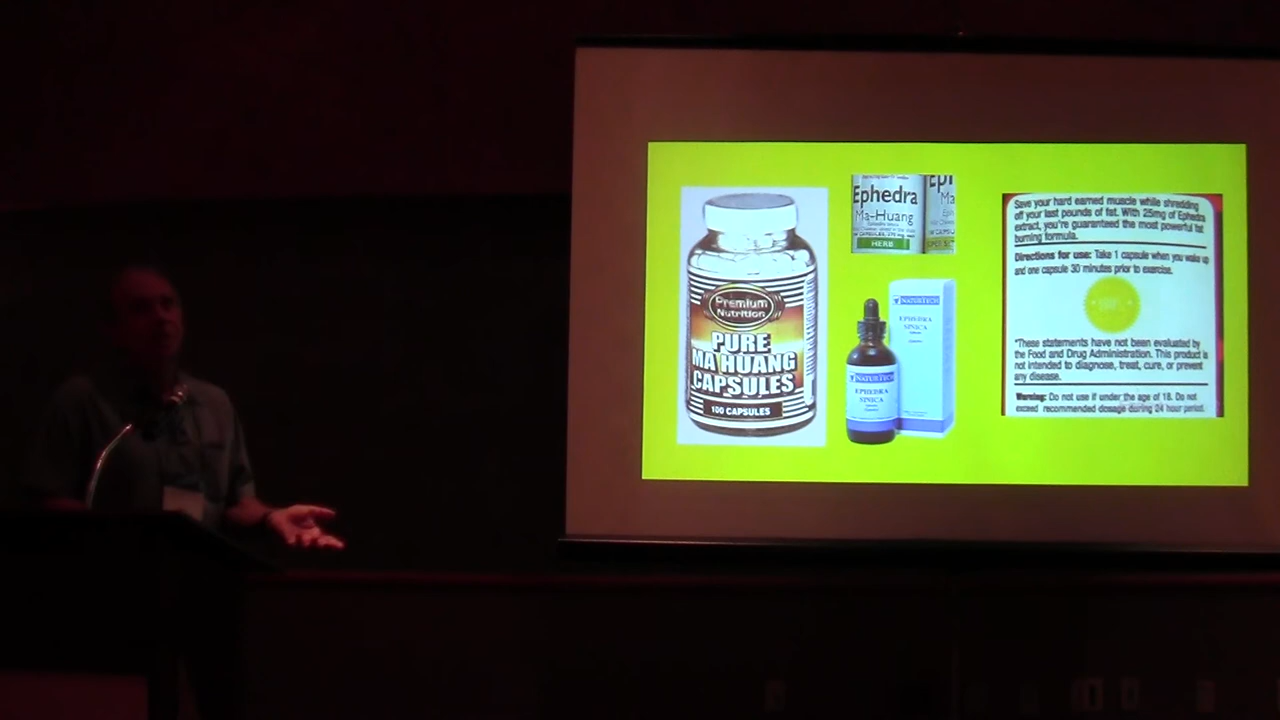 Premium
Nutrition
PURE
MA HUANG
CAPSULES
100 CAPSULES
Ephedra
Ma-Huang
HERB
Epi
Ma
NATURTECH
EPHEDRA
SINICA
NATURTECH
EPHEDRA
SINICA
Save your hard earned muscle while shredding
off your last pounds of fat. With 25mg of Ephedra
extract, you're guaranteed the most powerful fat
burning formula.
Directions for use: Take 1 capsule when you wake up
and one capsule 30 minutes prior to exercise.
*These statements have not been evaluated by
the Food and Drug Administration. This product is
not intended to diagnose, treat, cure, or prevent
any disease.
Warning: Do not use if under the age of 18. Do not
exceed recommended dosage during 24 hour period.